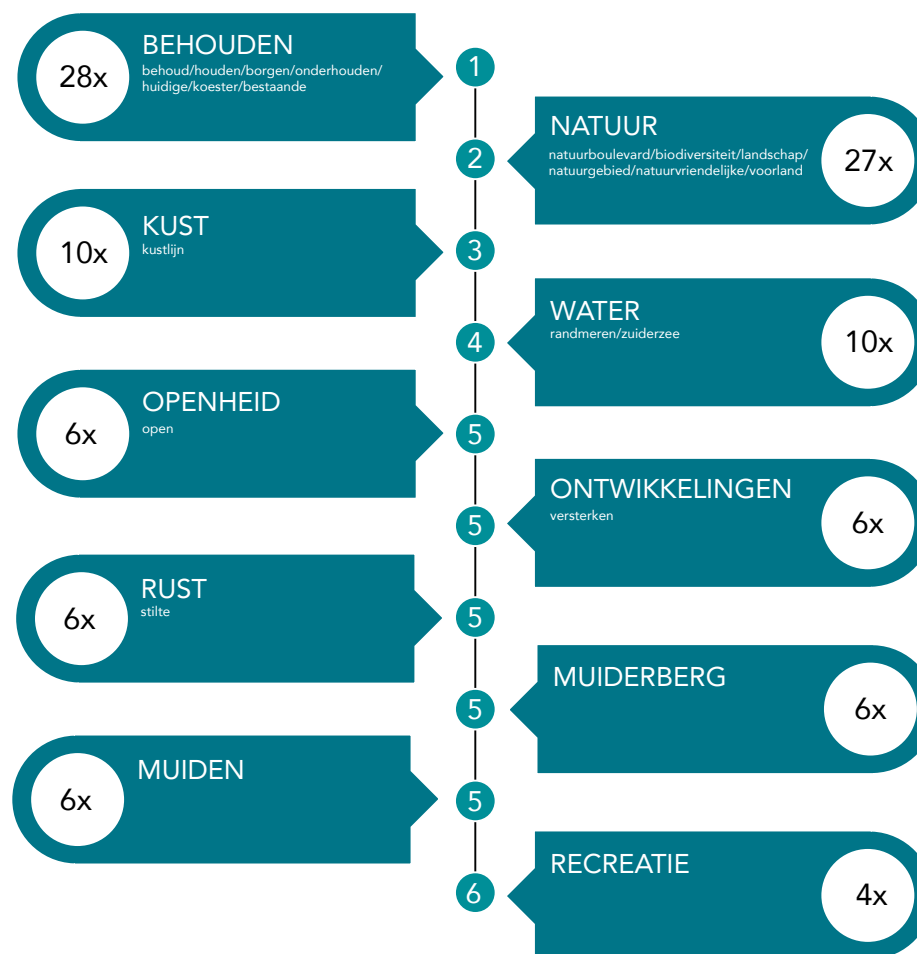 28x
BEHOUDEN
behoud/houden/borgen/onderhouden/
huidige/koester/bestaande
1
2
NATUUR
natuurboulevard/biodiversiteit/landschap/
natuurgebied/natuurvriendelijke/voorland
27x
10x
KUST
kustlijn
3
4
WATER
randmeren/zuiderzee
10x
6x
OPENHEID
open
5
5
ONTWIKKELINGEN
versterken
6x
6x
RUST
stilte
5
5
MUIDERBERG
6x
6x
MUIDEN
5
6
RECREATIE
4x